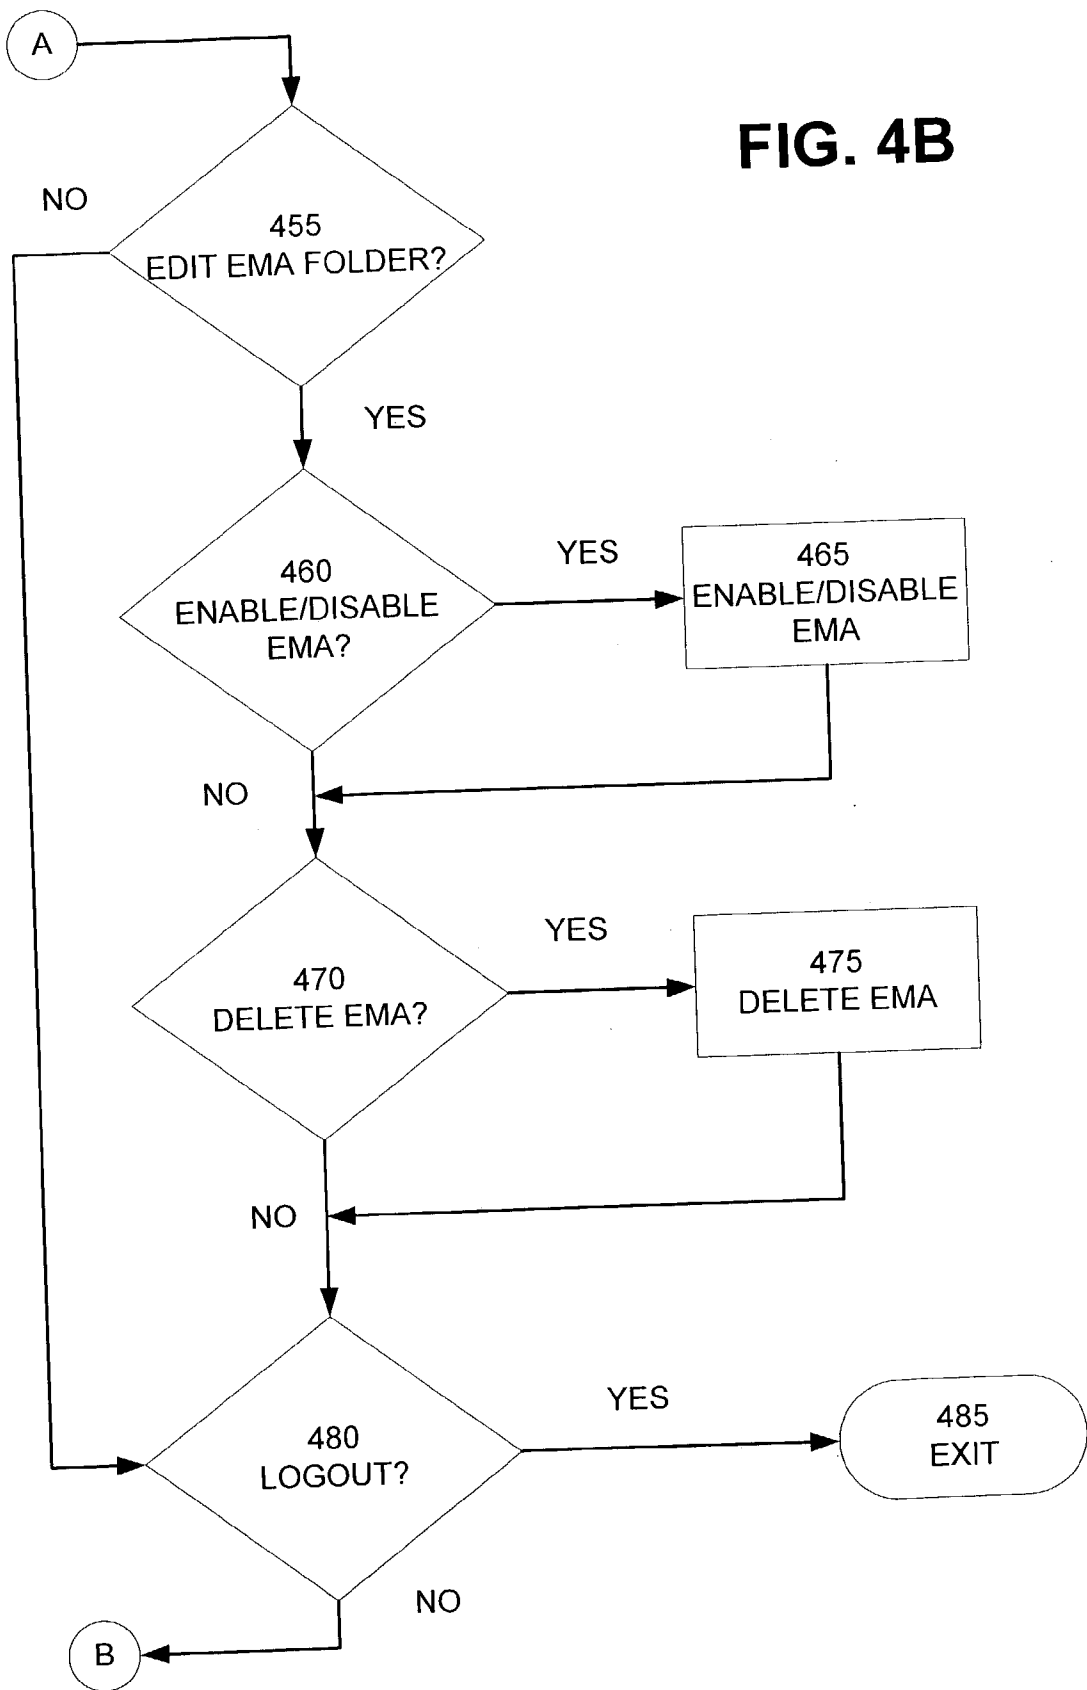 A
FIG. 4B
NO
455
EDIT EMA FOLDER?
YES
460
ENABLE/DISABLE
EMA?
YES
465
ENABLE/DISABLE
EMA
NO
470
DELETE EMA?
YES
475
DELETE EMA
NO
480
LOGOUT?
YES
485
EXIT
NO
B